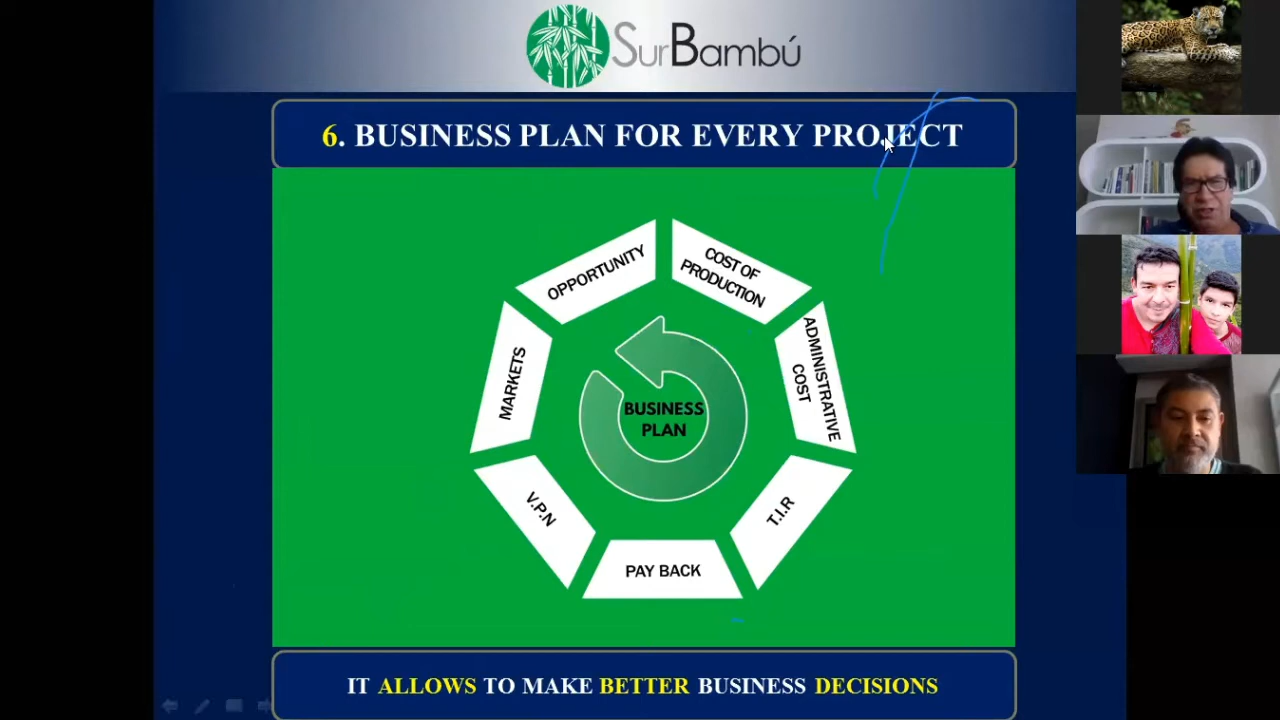 SurBambú
6. BUSINESS PLAN FOR EVERY PROJECT
OPPORTUNITY
COST OF
PRODUCTION
MARKETS
ADMINISTRATIVE
COST
BUSINESS
PLAN
V.P.N
T.I.R
PAY BACK
IT ALLOWS TO MAKE BETTER BUSINESS DECISIONS